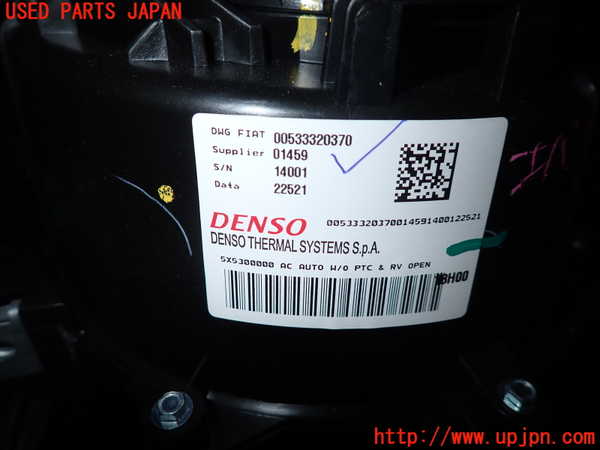 USED PARTS JAPAN
DWG FIAT 00533320370
Supplier 01459
S/N 14001
Data 22521
DENSO 00533320370014591400122521
DENSO THERMAL SYSTEMS S.p.A.
5X5300000 AC AUTO W/O PTC & RV OPEN
1BH00
http://www.upjpn.com/